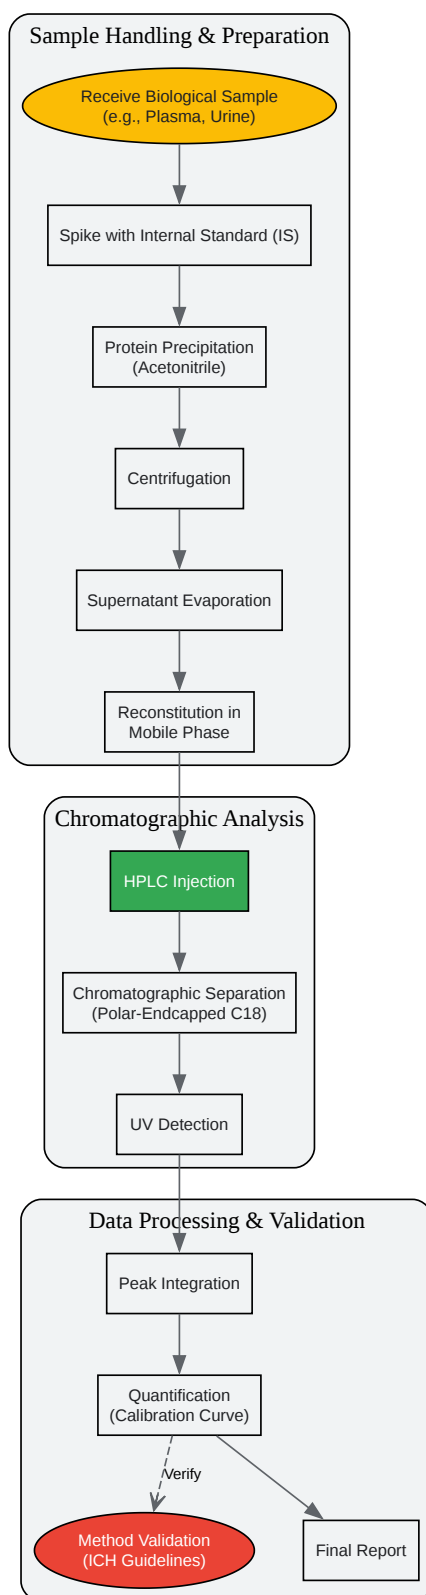 Sample Handling & Preparation
Receive Biological Sample
(e.g., Plasma, Urine)
Spike with Internal Standard (IS)
Protein Precipitation
(Acetonitrile)
Centrifugation
Supernatant Evaporation
Reconstitution in
Mobile Phase
Chromatographic Analysis
HPLC Injection
Chromatographic Separation
(Polar-Endcapped C18)
UV Detection
Data Processing & Validation
Peak Integration
Quantification
(Calibration Curve)
Verify
Method Validation
(ICH Guidelines)
Final Report